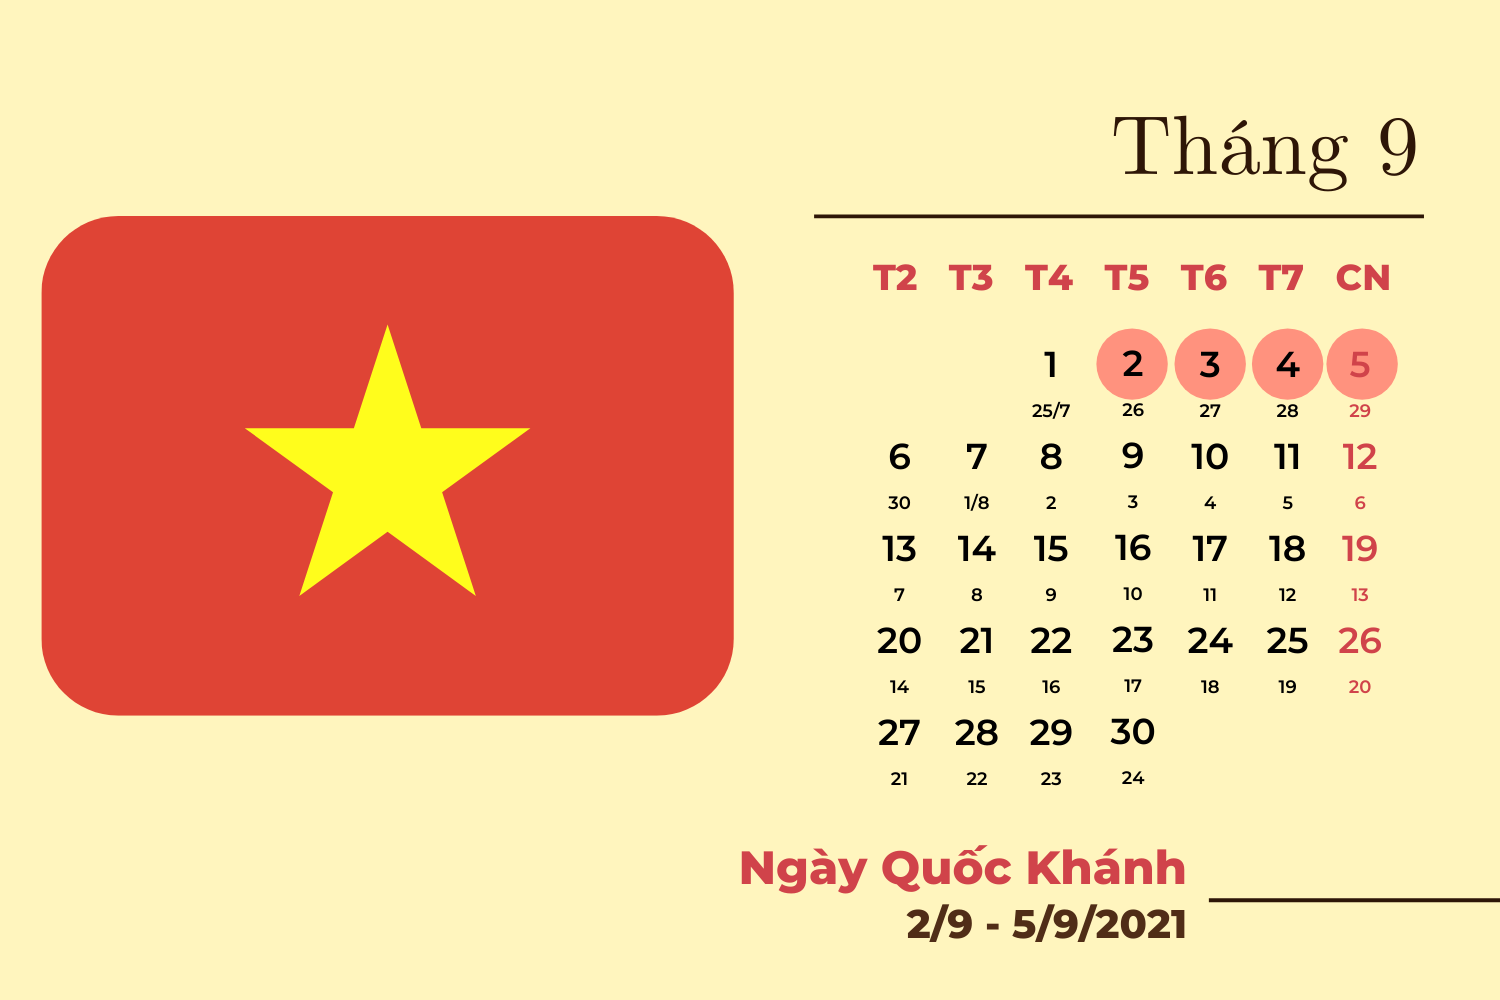 Tháng 9
T2 T3 T4 T5 T6 T7 CN
1 2 3 4 5
25/7 26 27 28 29
6 7 8 9 10 11 12
30 1/8 2 3 4 5 6
13 14 15 16 17 18 19
7 8 9 10 11 12 13
20 21 22 23 24 25 26
14 15 16 17 18 19 20
27 28 29 30
21 22 23 24
Ngày Quốc Khánh
2/9 - 5/9/2021